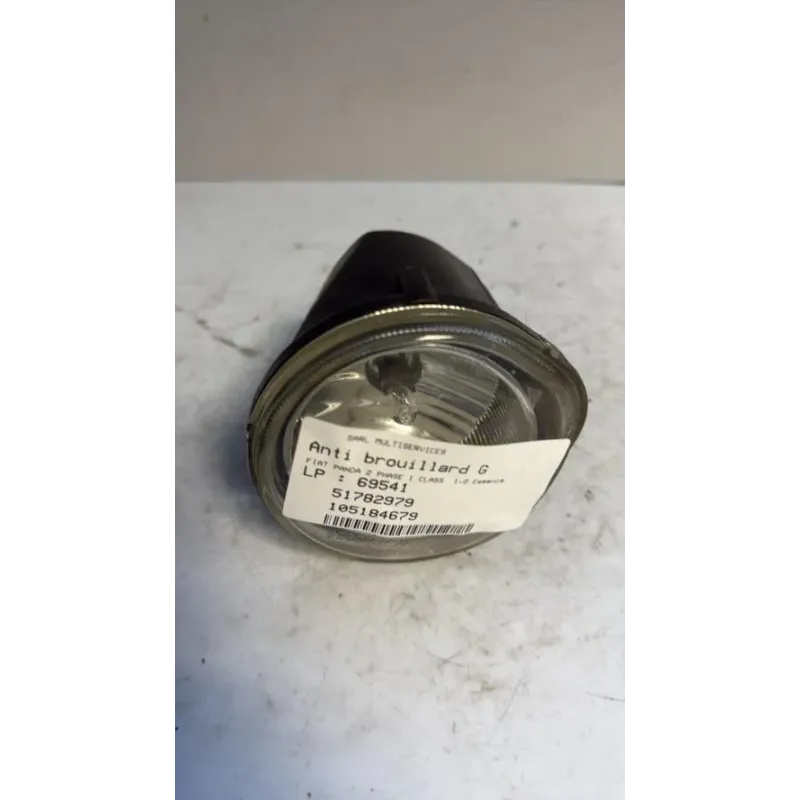 SARL MULTISERVICES
Anti brouillard G
FIAT PANDA 2 PHASE 1 CLASS 1-2 Essence
LP : 69541
51782979
105184679